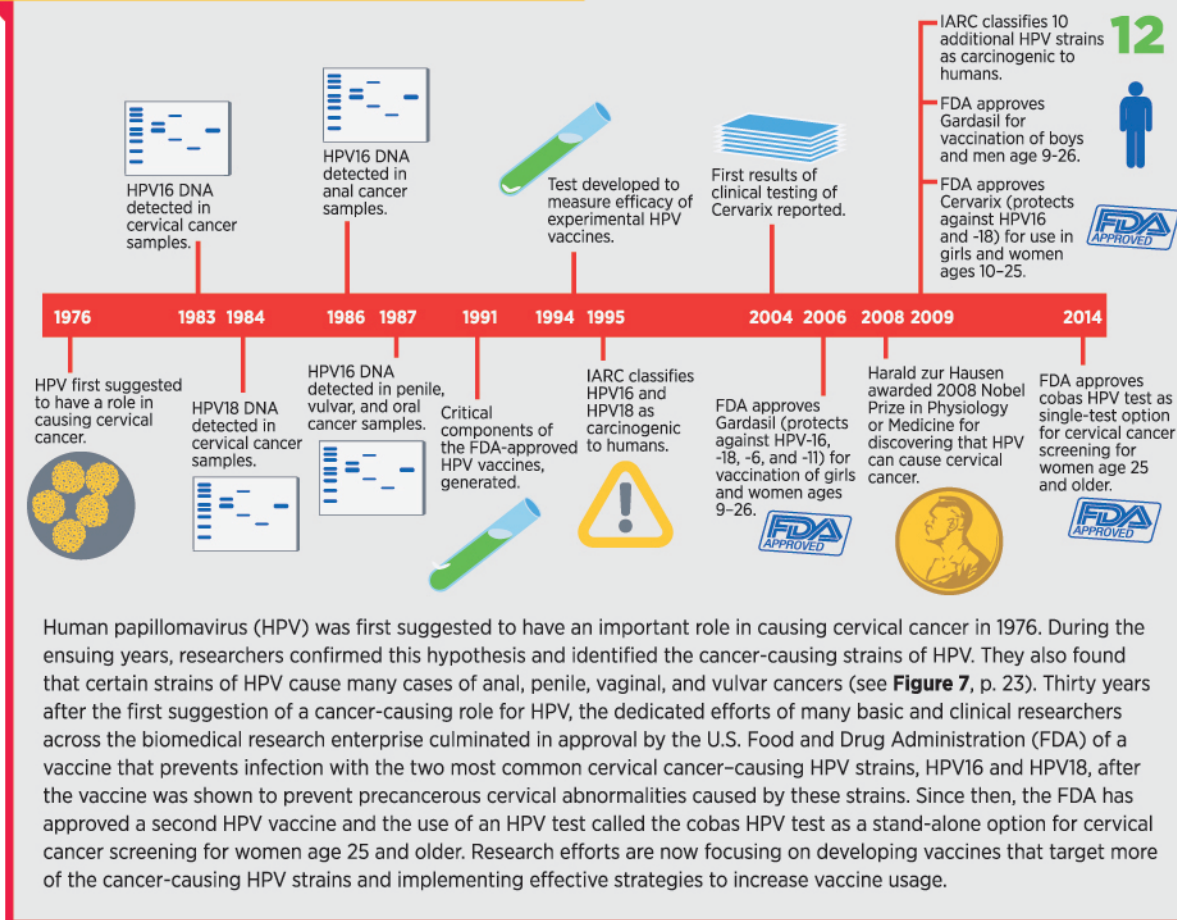 IARC classifies 10
additional HPV strains
as carcinogenic to
humans.
12
FDA approves
Gardasil for
vaccination of boys
and men age 9-26.
FDA approves
Cervarix (protects
against HPV16
and -18) for use in
girls and women
ages 10–25.
FDA
APPROVED
HPV16 DNA
detected in
cervical cancer
samples.
HPV16 DNA
detected in
anal cancer
samples.
Test developed to
measure efficacy of
experimental HPV
vaccines.
First results of
clinical testing of
Cervarix reported.
1976 1983 1984 1986 1987 1991 1994 1995 2004 2006 2008 2009 2014
HPV first suggested
to have a role in
causing cervical
cancer.
HPV18 DNA
detected in
cervical cancer
samples.
HPV16 DNA
detected in penile,
vulvar, and oral
cancer samples.
Critical
components of
the FDA-approved
HPV vaccines,
generated.
IARC classifies
HPV16 and
HPV18 as
carcinogenic
to humans.
FDA approves
Gardasil (protects
against HPV-16,
-18, -6, and -11) for
vaccination of girls
and women ages
9–26.
FDA
APPROVED
Harald zur Hausen
awarded 2008 Nobel
Prize in Physiology
or Medicine for
discovering that HPV
can cause cervical
cancer.
FDA approves
cobas HPV test as
single-test option
for cervical cancer
screening for
women age 25
and older.
FDA
APPROVED
Human papillomavirus (HPV) was first suggested to have an important role in causing cervical cancer in 1976. During the
ensuing years, researchers confirmed this hypothesis and identified the cancer-causing strains of HPV. They also found
that certain strains of HPV cause many cases of anal, penile, vaginal, and vulvar cancers (see Figure 7, p. 23). Thirty years
after the first suggestion of a cancer-causing role for HPV, the dedicated efforts of many basic and clinical researchers
across the biomedical research enterprise culminated in approval by the U.S. Food and Drug Administration (FDA) of a
vaccine that prevents infection with the two most common cervical cancer–causing HPV strains, HPV16 and HPV18, after
the vaccine was shown to prevent precancerous cervical abnormalities caused by these strains. Since then, the FDA has
approved a second HPV vaccine and the use of an HPV test called the cobas HPV test as a stand-alone option for cervical
cancer screening for women age 25 and older. Research efforts are now focusing on developing vaccines that target more
of the cancer-causing HPV strains and implementing effective strategies to increase vaccine usage.